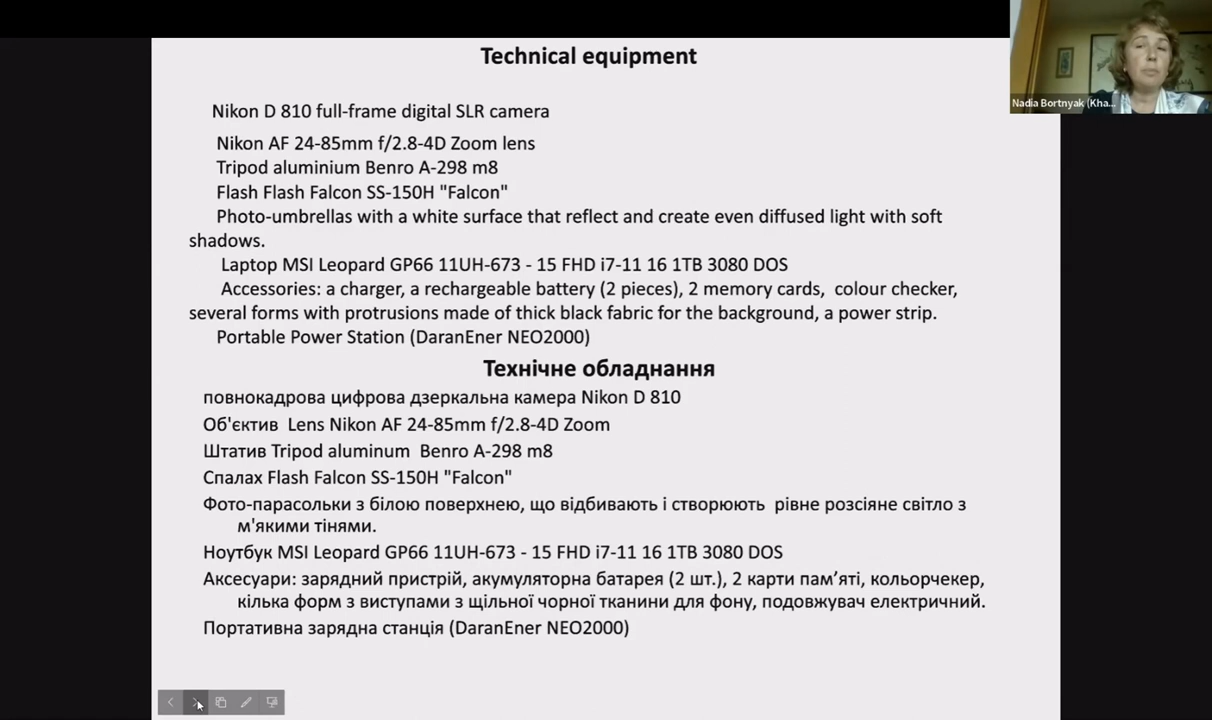 Technical equipment
Nadia Bortnyak (Kha...
Nikon D 810 full-frame digital SLR camera
Nikon AF 24-85mm f/2.8-4D Zoom lens
Tripod aluminium Benro A-298 m8
Flash Flash Falcon SS-150H "Falcon"
Photo-umbrellas with a white surface that reflect and create even diffused light with soft
shadows.
Laptop MSI Leopard GP66 11UH-673 - 15 FHD i7-11 16 1TB 3080 DOS
Accessories: a charger, a rechargeable battery (2 pieces), 2 memory cards, colour checker,
several forms with protrusions made of thick black fabric for the background, a power strip.
Portable Power Station (DaranEner NEO2000)
Технічне обладнання
повнокадрова цифрова дзеркальна камера Nikon D 810
Об'єктив Lens Nikon AF 24-85mm f/2.8-4D Zoom
Штатив Tripod aluminum Benro A-298 m8
Спалах Flash Falcon SS-150H "Falcon"
Фото-парасольки з білою поверхнею, що відбивають і створюють рівне розсіяне світло з
м'якими тінями.
Ноутбук MSI Leopard GP66 11UH-673 - 15 FHD i7-11 16 1TB 3080 DOS
Аксесуари: зарядний пристрій, акумуляторна батарея (2 шт.), 2 карти пам’яті, кольорчекер,
кілька форм з виступами з щільної чорної тканини для фону, подовжувач електричний.
Портативна зарядна станція (DaranEner NEO2000)